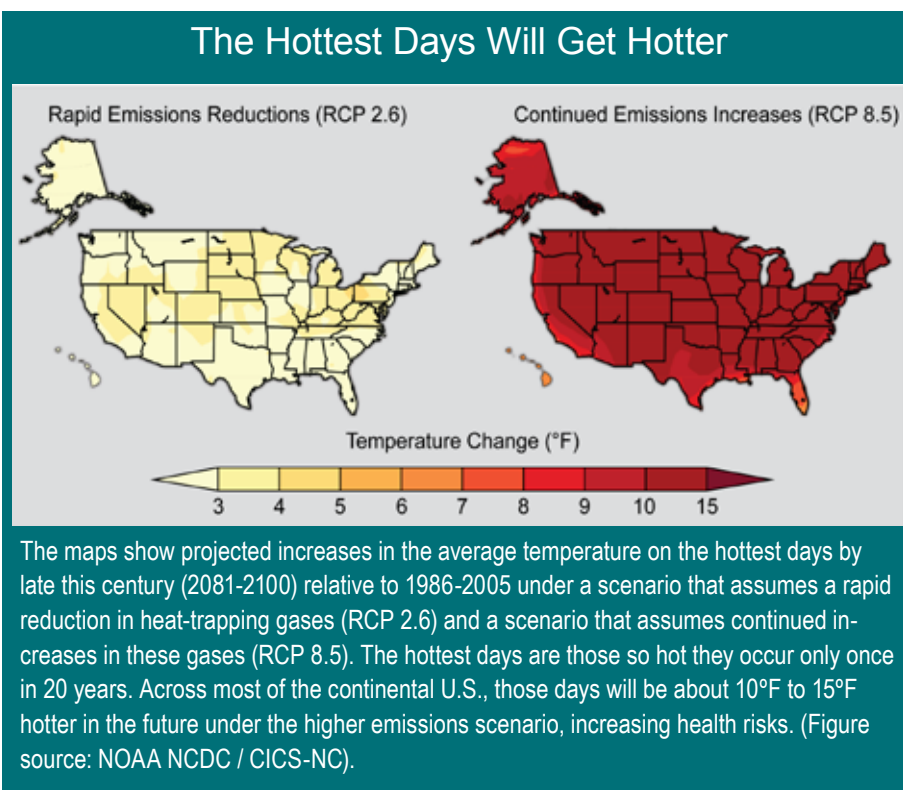 The Hottest Days Will Get Hotter
Rapid Emissions Reductions (RCP 2.6)
Continued Emissions Increases (RCP 8.5)
Temperature Change (°F)
3 4 5 6 7 8 9 10 15
The maps show projected increases in the average temperature on the hottest days by
late this century (2081-2100) relative to 1986-2005 under a scenario that assumes a rapid
reduction in heat-trapping gases (RCP 2.6) and a scenario that assumes continued in-
creases in these gases (RCP 8.5). The hottest days are those so hot they occur only once
in 20 years. Across most of the continental U.S., those days will be about 10ºF to 15ºF
hotter in the future under the higher emissions scenario, increasing health risks. (Figure
source: NOAA NCDC / CICS-NC).